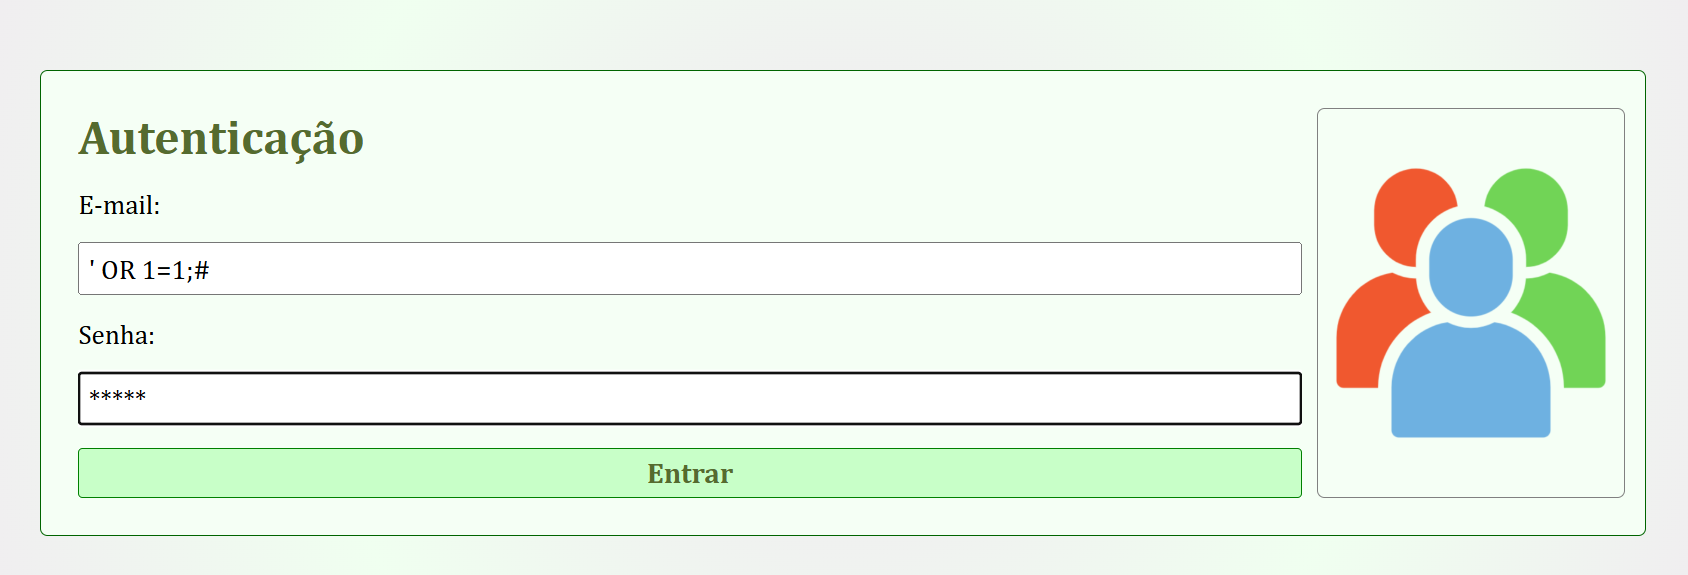 Autenticação
E-mail:
' OR 1=1;#
Senha:
*****
Entrar